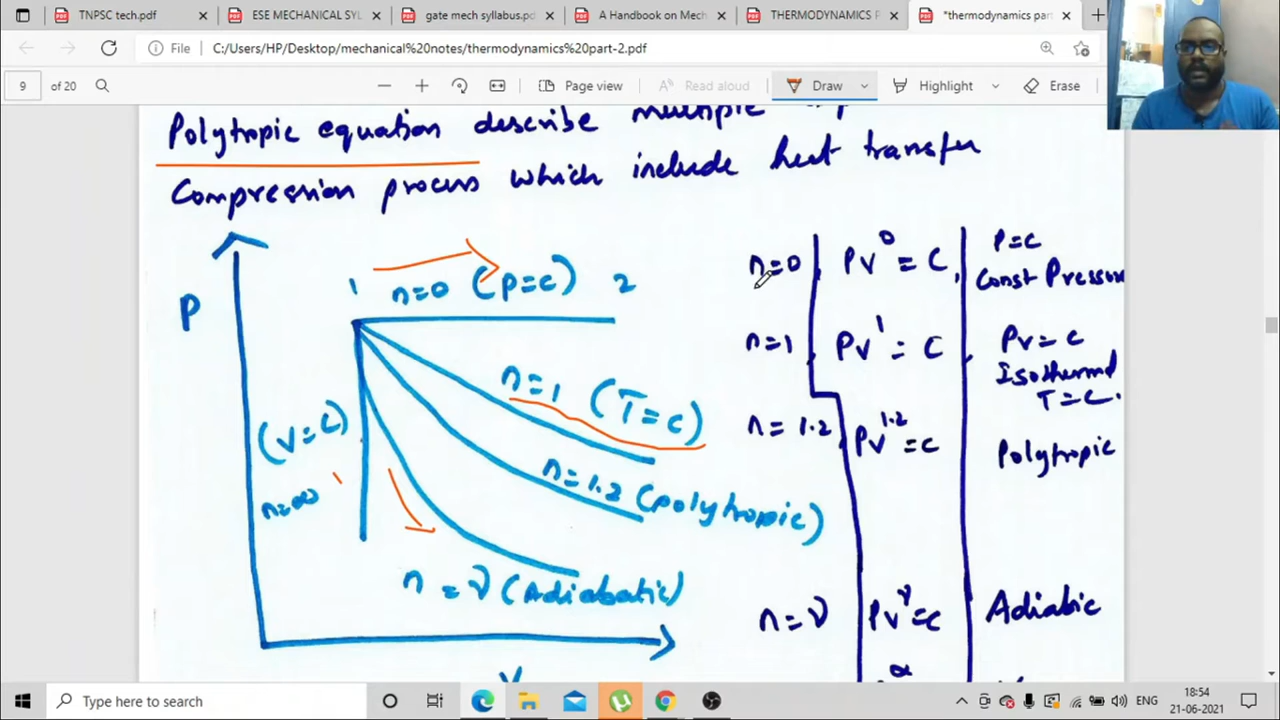 TNPSC tech.pdf
ESE MECHANICAL SYL
gate mech syllabus.pd
A Handbook on Mech
THERMODYNAMICS P
*thermodynamics par
File
C:/Users/HP/Desktop/mechanical%20notes/thermodynamics%20part-2.pdf
9 of 20
Page view
Read aloud
Draw
Highlight
Erase
Polytropic equation describe multiple
Compression process which include heat transfer
P
1 n=0 (P=C) 2
n=1 (T=C)
(V=C)
n=∞
n=1.2 (polytropic)
n = γ (Adiabatic)
V
n=0 PV⁰ = C, P=C
Const Pressure
n=1 PV¹ = C PV=C
Isothermal
T=C.
n=1.2 PV¹·² = C Polytropic
n=γ PVᵞ=C Adiabic
Type here to search
ENG
18:54
21-06-2021